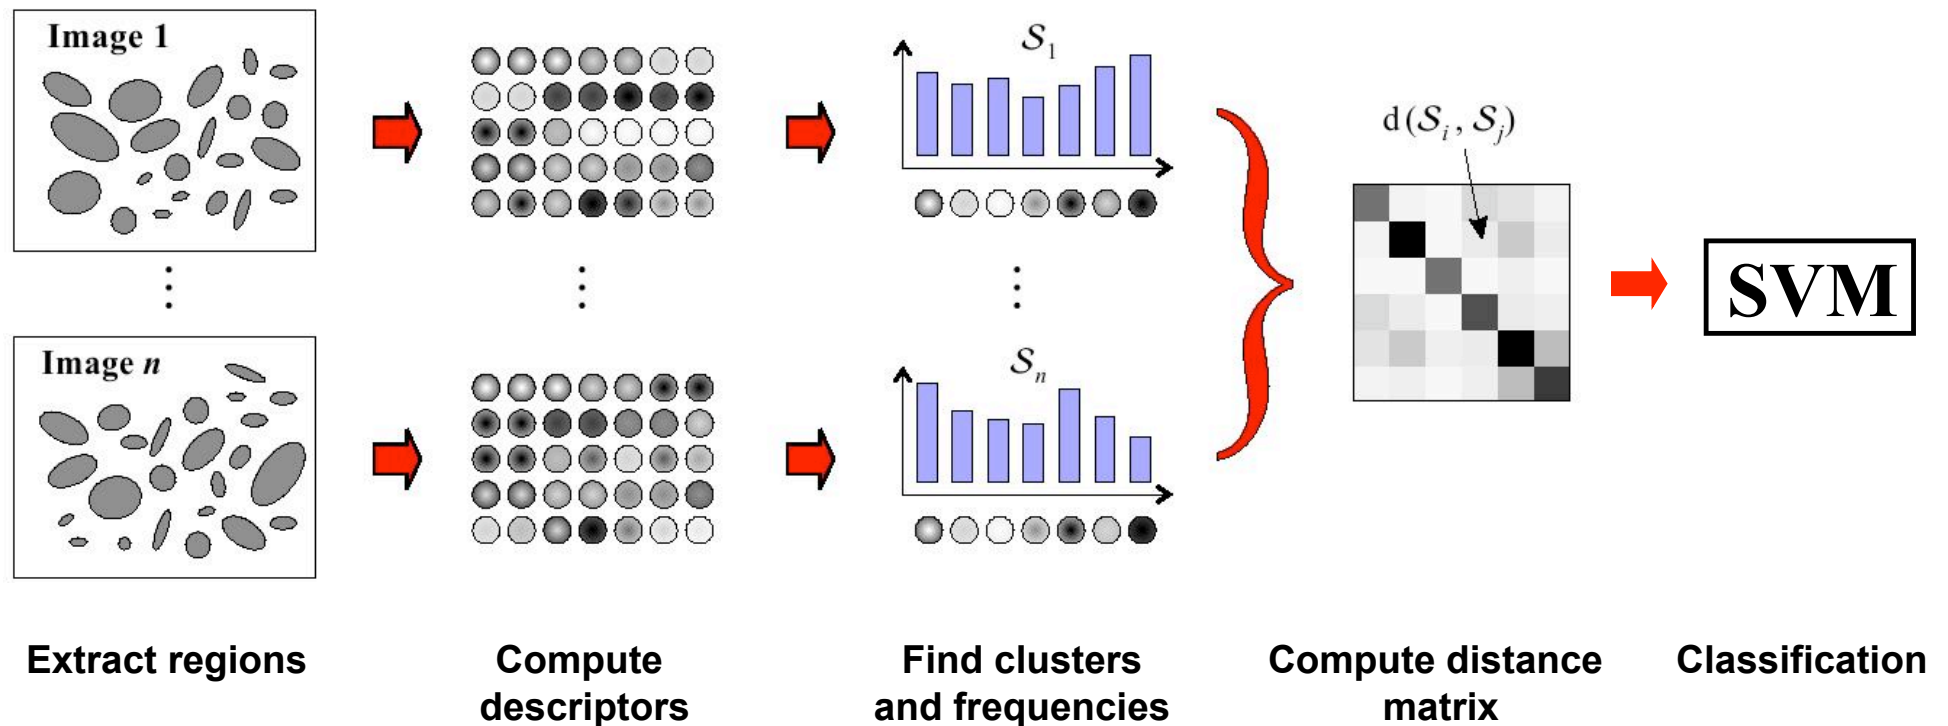 Image 1
S1
d(Si, Sj)
SVM
Image n
Sn
Extract regions
Compute
descriptors
Find clusters
and frequencies
Compute distance
matrix
Classification